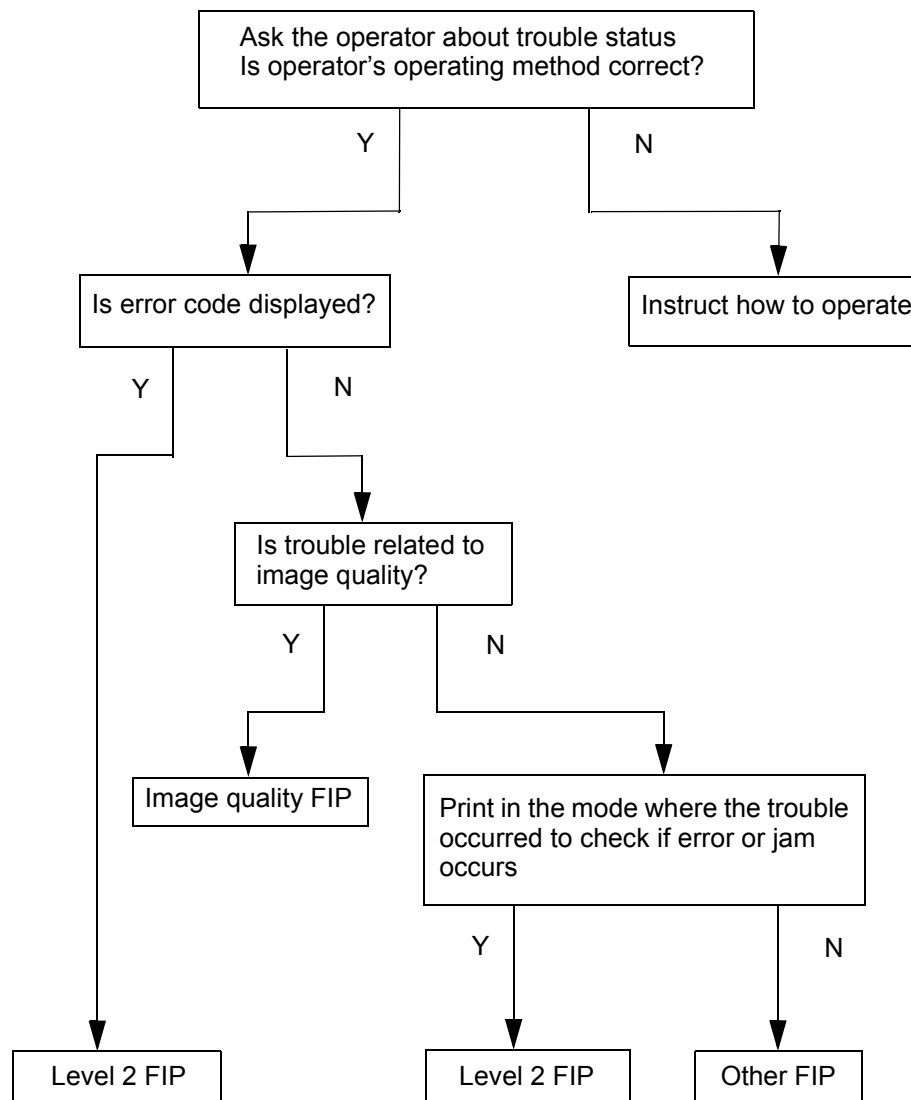 Ask the operator about trouble status
Is operator's operating method correct?
Y
N
Is error code displayed?
Instruct how to operate
Y
N
Is trouble related to
image quality?
Y
N
Image quality FIP
Print in the mode where the trouble
occurred to check if error or jam
occurs
Y
N
Level 2 FIP
Level 2 FIP
Other FIP